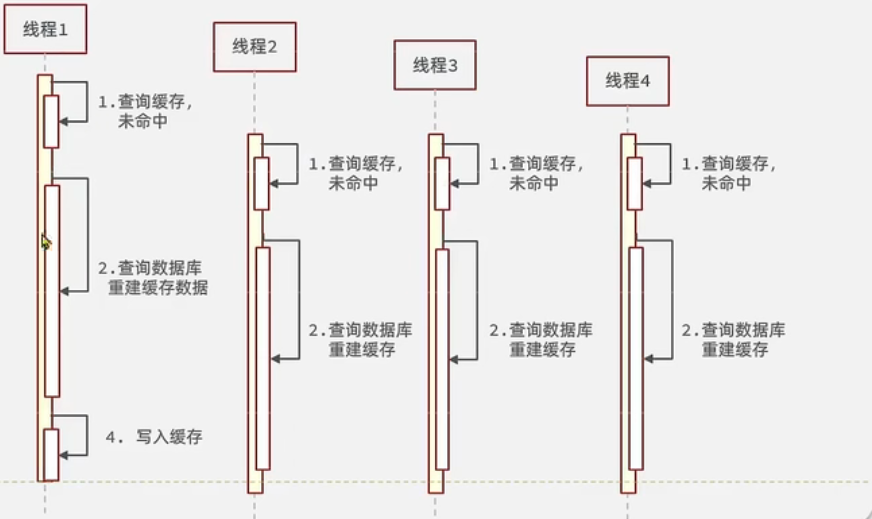 线程1
线程2
线程3
线程4
1.查询缓存,
未命中
1.查询缓存,
未命中
1.查询缓存,
未命中
1.查询缓存,
未命中
2.查询数据库
重建缓存数据
2.查询数据库
重建缓存
2.查询数据库
重建缓存
2.查询数据库
重建缓存
4. 写入缓存